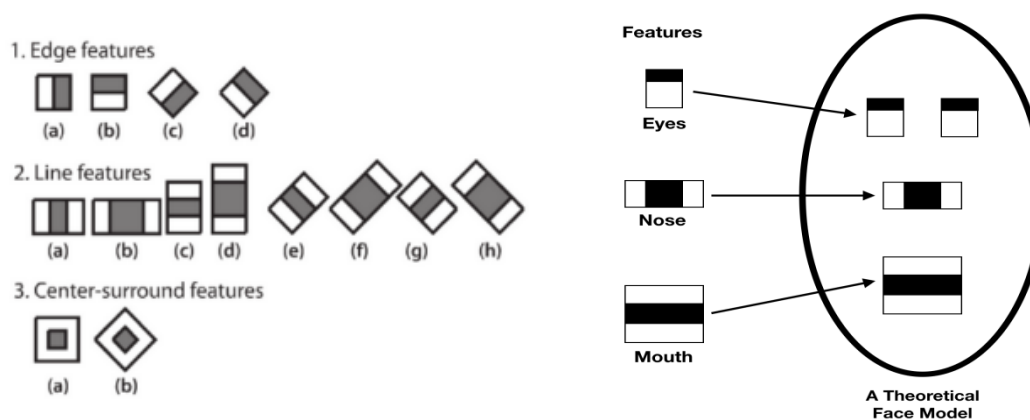 1. Edge features
(a) (b) (c) (d)
2. Line features
(a) (b) (c) (d) (e) (f) (g) (h)
3. Center-surround features
(a) (b)
Features
Eyes
Nose
Mouth
A Theoretical
Face Model